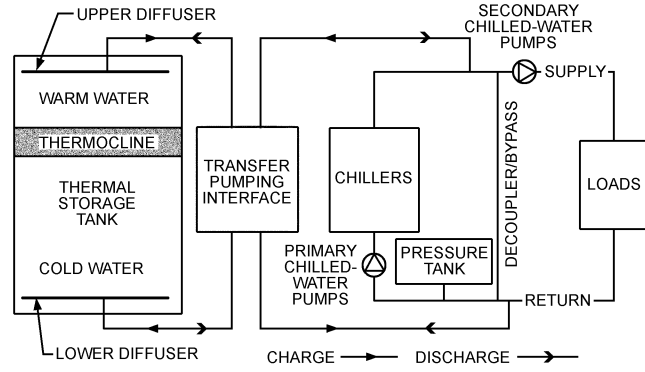 UPPER DIFFUSER
SECONDARY
CHILLED-WATER
PUMPS
SUPPLY
WARM WATER
THERMOCLINE
THERMAL
STORAGE
TANK
COLD WATER
LOWER DIFFUSER
TRANSFER
PUMPING
INTERFACE
CHILLERS
PRIMARY
CHILLED-
WATER
PUMPS
PRESSURE
TANK
DECOUPLER/BYPASS
LOADS
RETURN
CHARGE
DISCHARGE